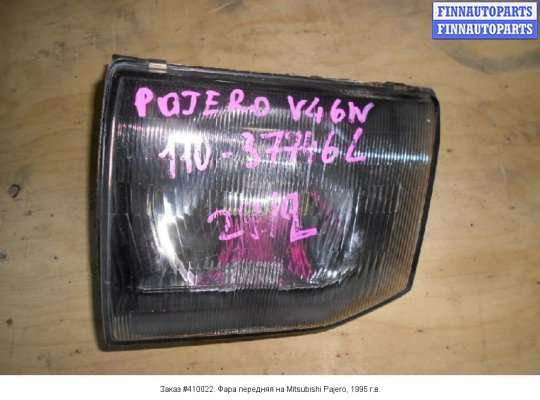 FINNAUTOPARTS
FINNAUTOPARTS
PAJERO V46W
110-37746L
Заказ #410022: Фара передняя на Mitsubishi Pajero, 1995 г.в.